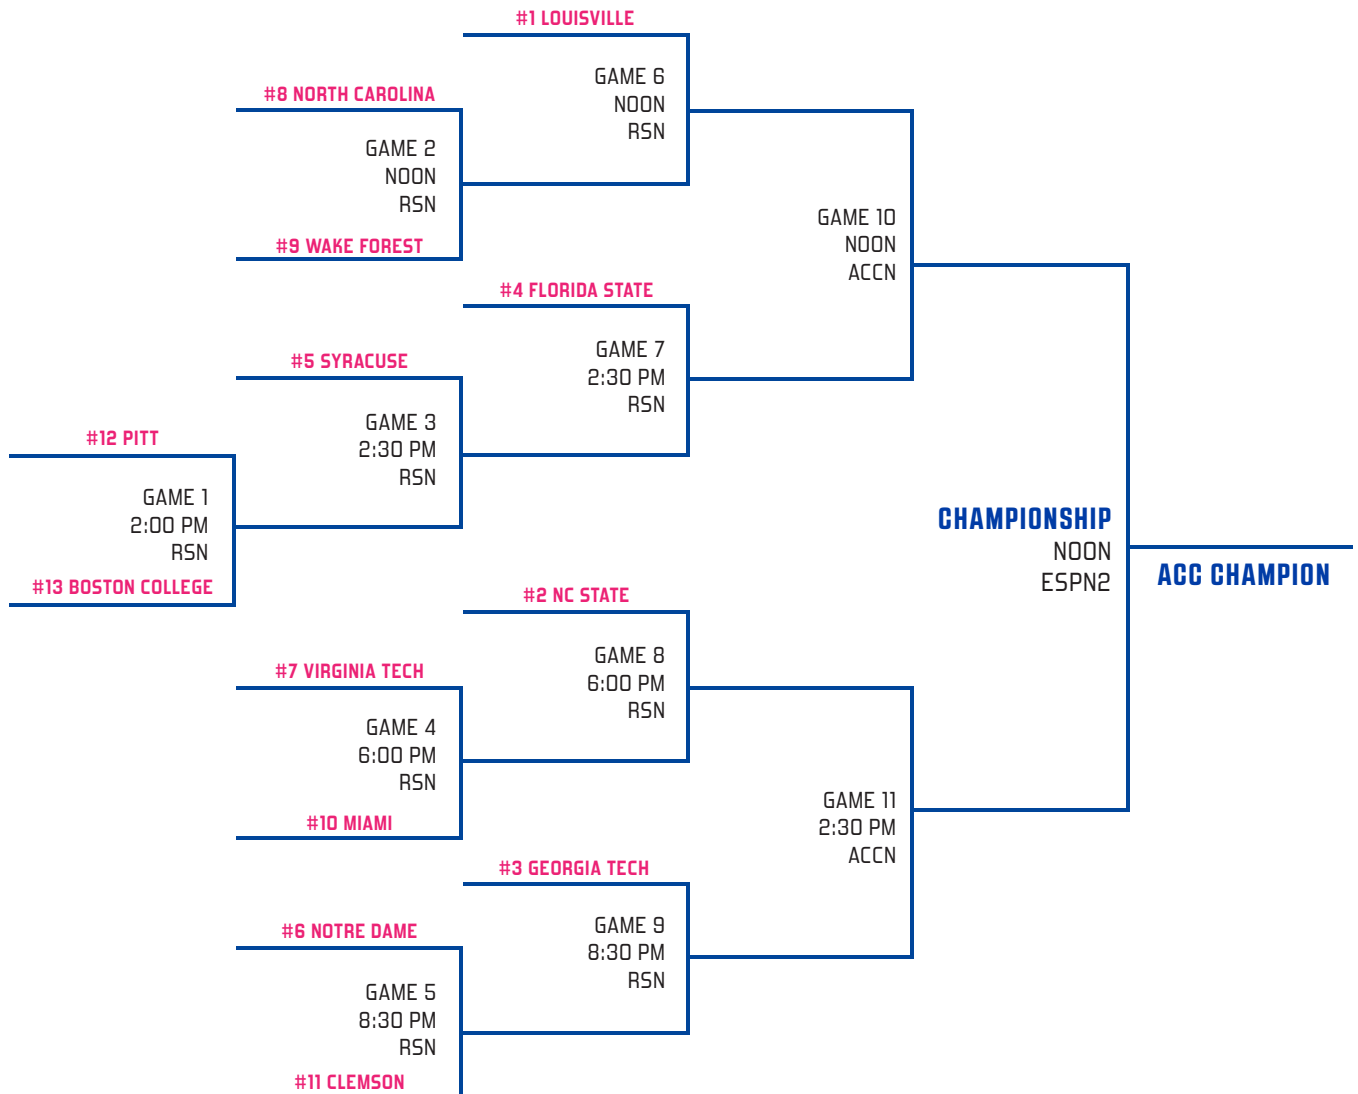 #1 LOUISVILLE
GAME 6
NOON
RSN
#8 NORTH CAROLINA
GAME 2
NOON
RSN
#9 WAKE FOREST
GAME 10
NOON
ACCN
#4 FLORIDA STATE
GAME 7
2:30 PM
RSN
#5 SYRACUSE
GAME 3
2:30 PM
RSN
#12 PITT
GAME 1
2:00 PM
RSN
#13 BOSTON COLLEGE
CHAMPIONSHIP
NOON
ESPN2
ACC CHAMPION
#2 NC STATE
GAME 8
6:00 PM
RSN
#7 VIRGINIA TECH
GAME 4
6:00 PM
RSN
#10 MIAMI
GAME 11
2:30 PM
ACCN
#3 GEORGIA TECH
GAME 9
8:30 PM
RSN
#6 NOTRE DAME
GAME 5
8:30 PM
RSN
#11 CLEMSON